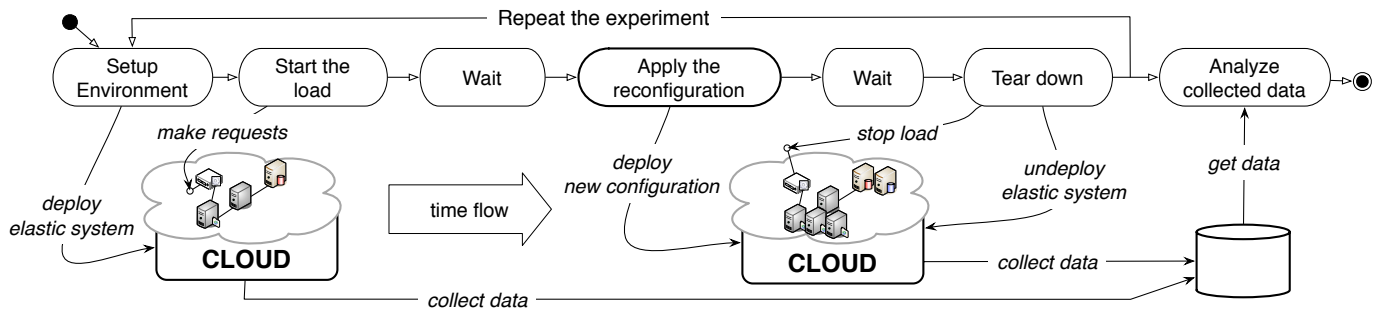 Repeat the experiment
Setup
Environment
Start the
load
Wait
Apply the
reconfiguration
Wait
Tear down
Analyze
collected data
make requests
stop load
deploy
new configuration
undeploy
elastic system
get data
deploy
elastic system
time flow
CLOUD
CLOUD
collect data
collect data